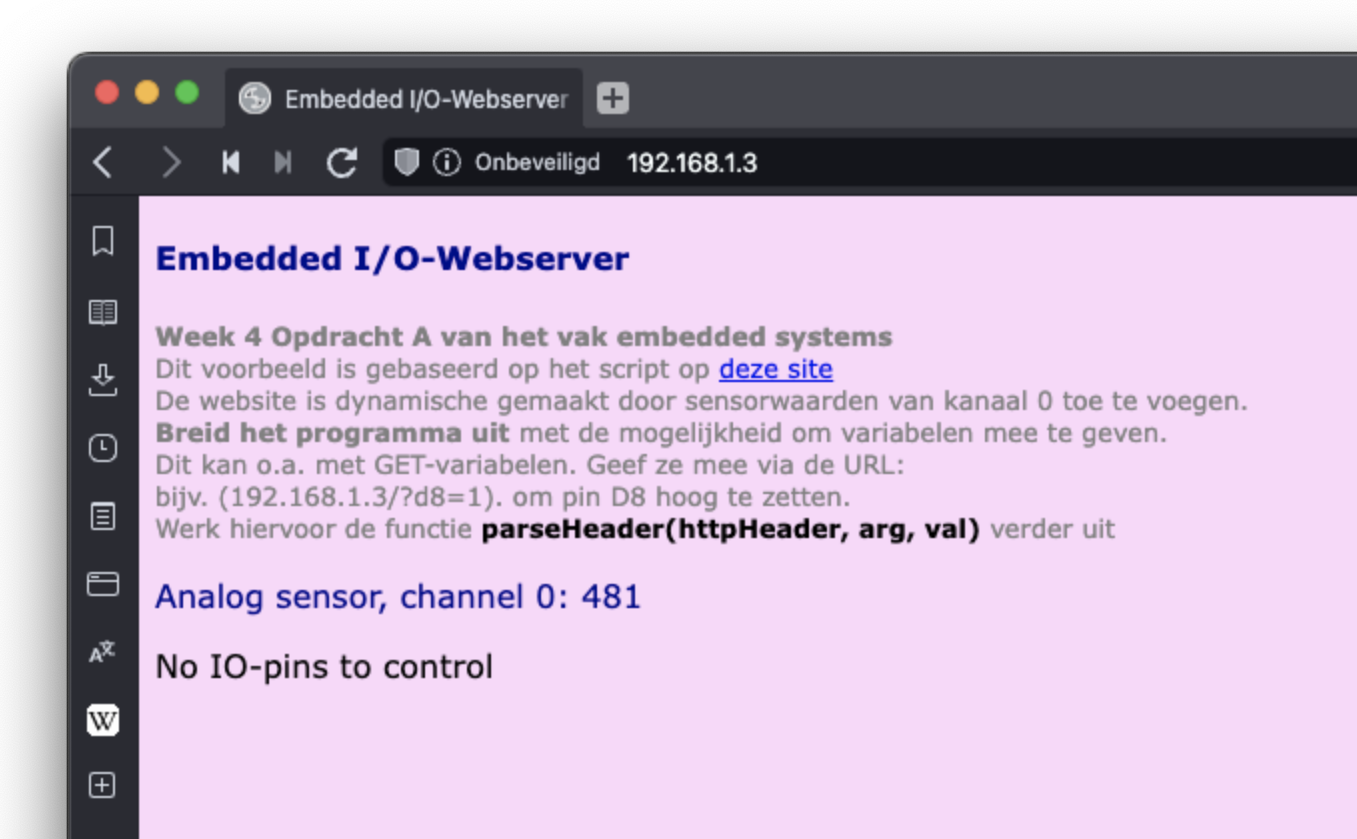 Embedded I/O-Webserver
Onbeveiligd 192.168.1.3
Embedded I/O-Webserver
Week 4 Opdracht A van het vak embedded systems
Dit voorbeeld is gebaseerd op het script op deze site
De website is dynamische gemaakt door sensorwaarden van kanaal 0 toe te voegen.
Breid het programma uit met de mogelijkheid om variabelen mee te geven.
Dit kan o.a. met GET-variabelen. Geef ze mee via de URL:
bijv. (192.168.1.3/?d8=1). om pin D8 hoog te zetten.
Werk hiervoor de functie parseHeader(httpHeader, arg, val) verder uit
Analog sensor, channel 0: 481
No IO-pins to control
W